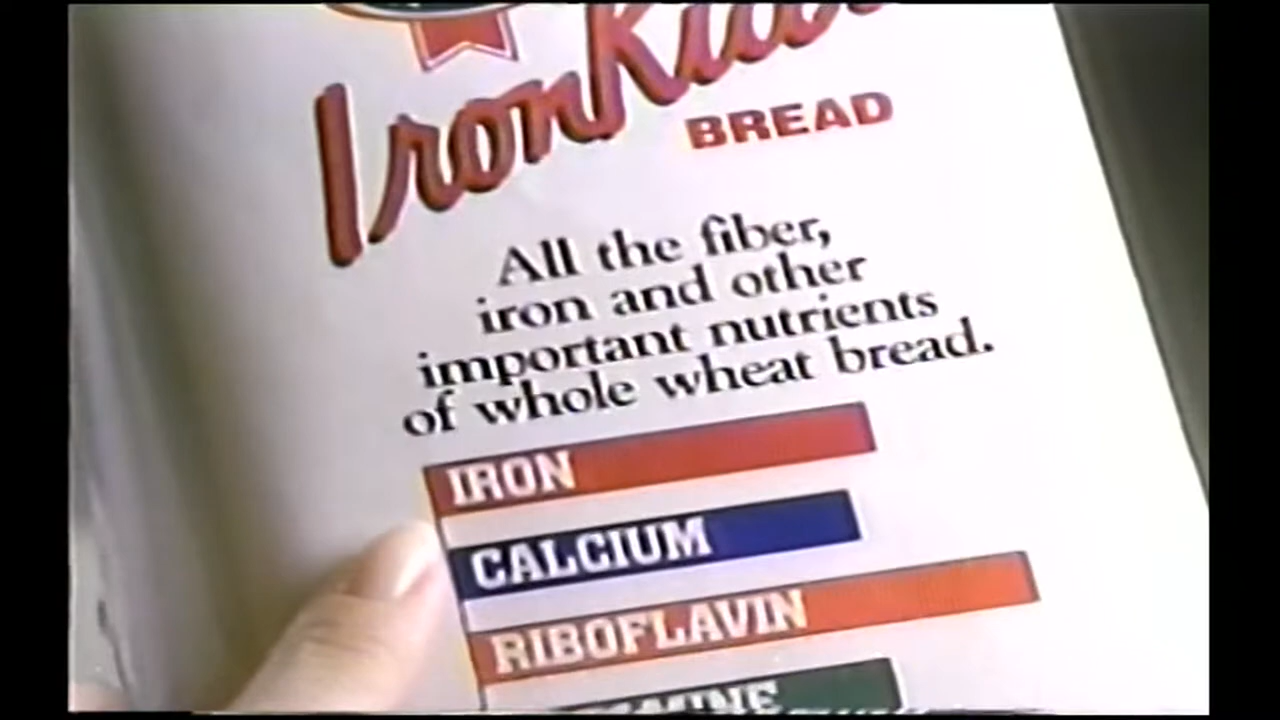 IronKids
BREAD
All the fiber,
iron and other
important nutrients
of whole wheat bread.
IRON
CALCIUM
RIBOFLAVIN